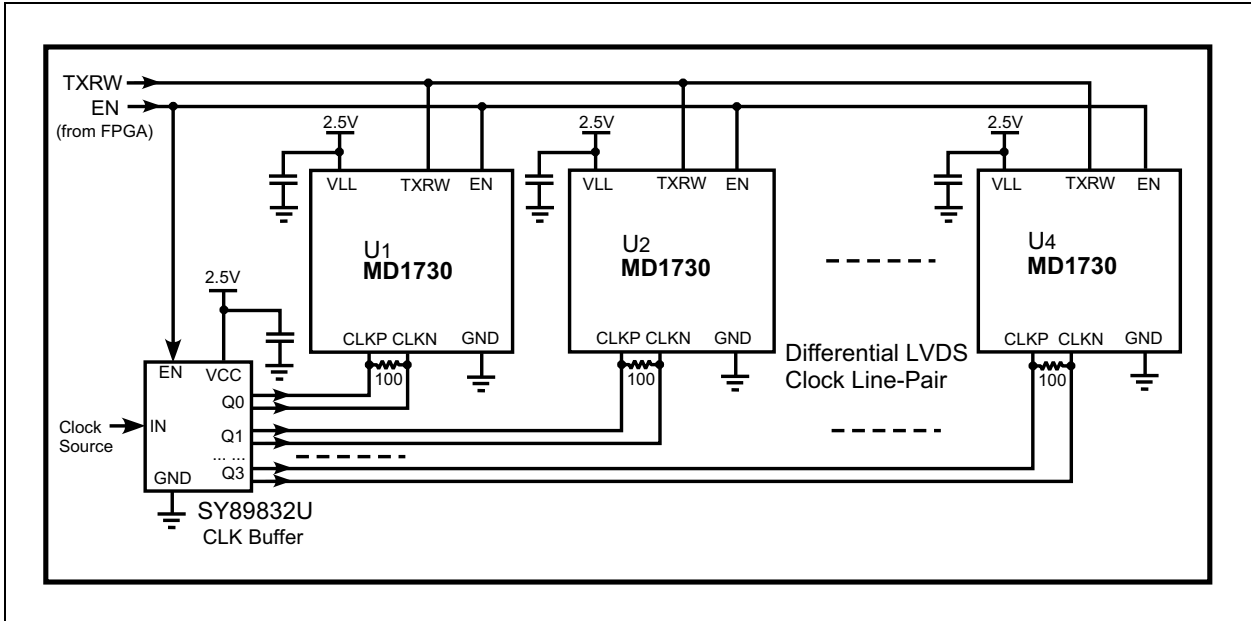 TXRW
EN
(from FPGA)
2.5V
2.5V
2.5V
VLL
TXRW
EN
VLL
TXRW
EN
VLL
TXRW
EN
U1
MD1730
U2
MD1730
U4
MD1730
2.5V
CLKP
CLKN
GND
CLKP
CLKN
GND
CLKP
CLKN
GND
100
100
100
Differential LVDS
Clock Line-Pair
EN
VCC
Q0
Clock
Source
IN
Q1
... ...
Q3
GND
SY89832U
CLK Buffer